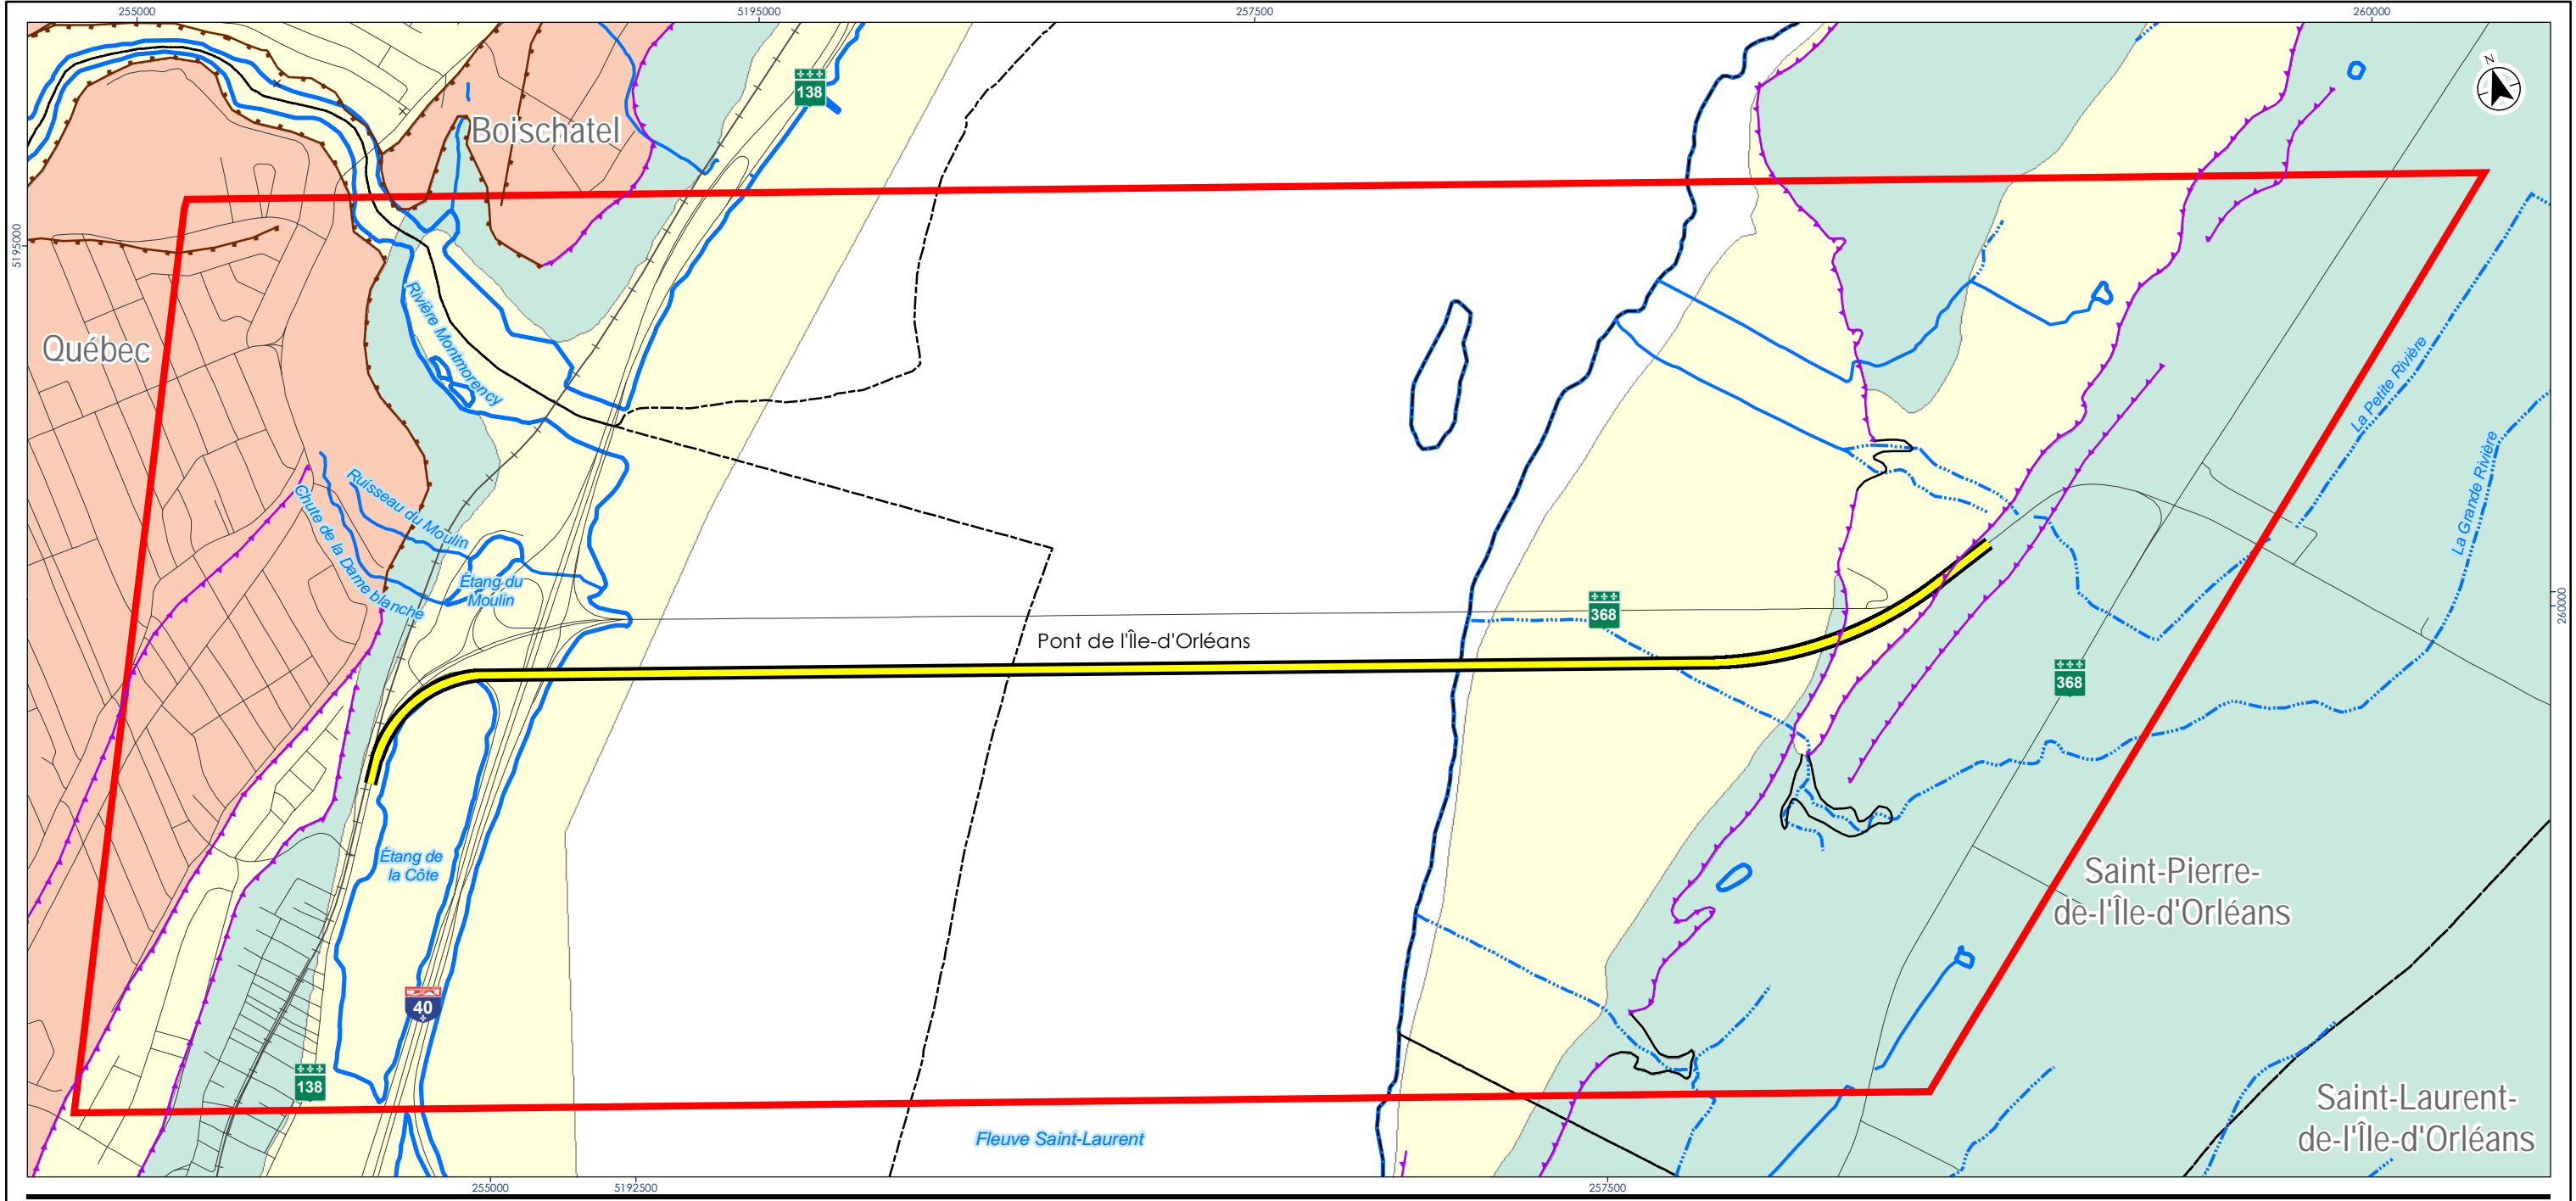 255000
5195000
257500
260000
138
N
Boischatel
5195000
Rivière Montmorency
Québec
La Petite Rivière
La Grande Rivière
Ruisseau du Moulin
Chute de la Dame blanche
Étang du
Moulin
368
260000
Pont de l'Île-d'Orléans
368
Étang de
la Côte
Saint-Pierre-
de-l'Île-d'Orléans
40
138
Fleuve Saint-Laurent
Saint-Laurent-
de-l'Île-d'Orléans
255000
5192500
257500